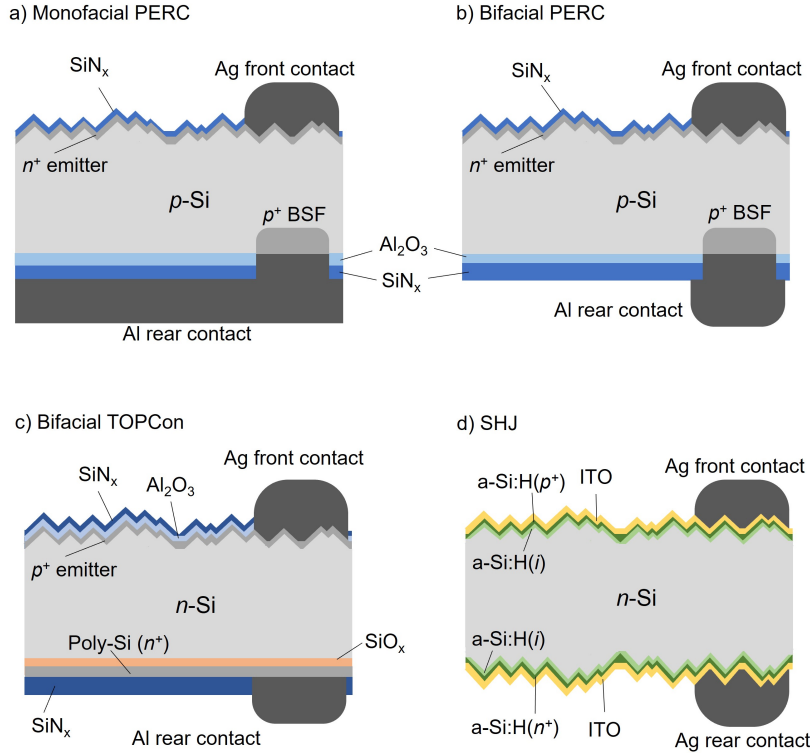 a) Monofacial PERC
SiNₓ
Ag front contact
n⁺ emitter
p-Si
p⁺ BSF
Al₂O₃
SiNₓ
Al rear contact
b) Bifacial PERC
SiNₓ
Ag front contact
n⁺ emitter
p-Si
p⁺ BSF
Al rear contact
c) Bifacial TOPCon
SiNₓ
Al₂O₃
Ag front contact
p⁺ emitter
n-Si
Poly-Si (n⁺)
SiOₓ
SiNₓ
Al rear contact
d) SHJ
a-Si:H(p⁺)
ITO
Ag front contact
a-Si:H(i)
n-Si
a-Si:H(i)
a-Si:H(n⁺)
ITO
Ag rear contact